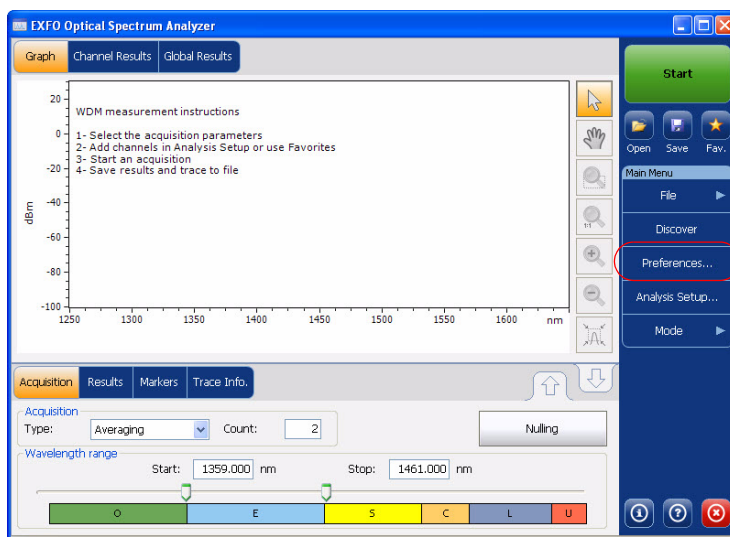 EXFO Optical Spectrum Analyzer
Graph Channel Results Global Results
Start
Open Save Fav.
Main Menu
File
Discover
Preferences...
Analysis Setup...
Mode
WDM measurement instructions
1- Select the acquisition parameters
2- Add channels in Analysis Setup or use Favorites
3- Start an acquisition
4- Save results and trace to file
dBm
20
0
-20
-40
-60
-80
-100
1250 1300 1350 1400 1450 1500 1550 1600 nm
1:1
Acquisition Results Markers Trace Info.
Acquisition
Type: Averaging Count: 2
Nulling
Wavelength range
Start: 1359.000 nm Stop: 1461.000 nm
O E S C L U